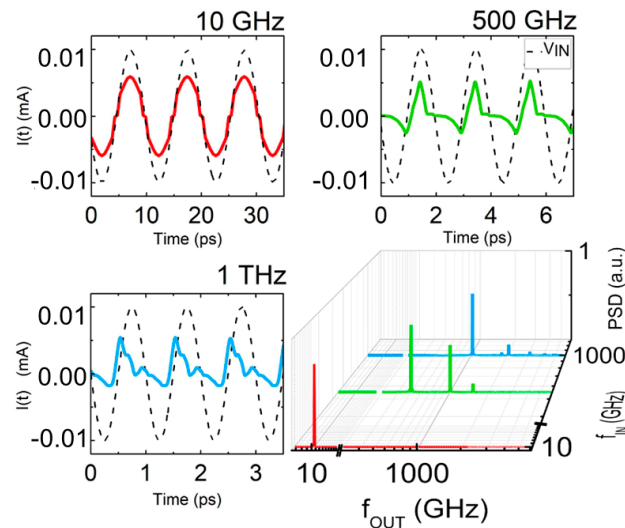 10 GHz
0.01
0.00
-0.01
I(t) (mA)
0 10 20 30
Time (ps)
500 GHz
VIN
0.01
0.00
-0.01
I(t) (mA)
0 2 4 6
Time (ps)
1 THz
0.01
0.00
-0.01
I(t) (mA)
0 1 2 3
Time (ps)
1
PSD (a.u.)
1000
10
f_IN (GHz)
10 1000
f_OUT (GHz)